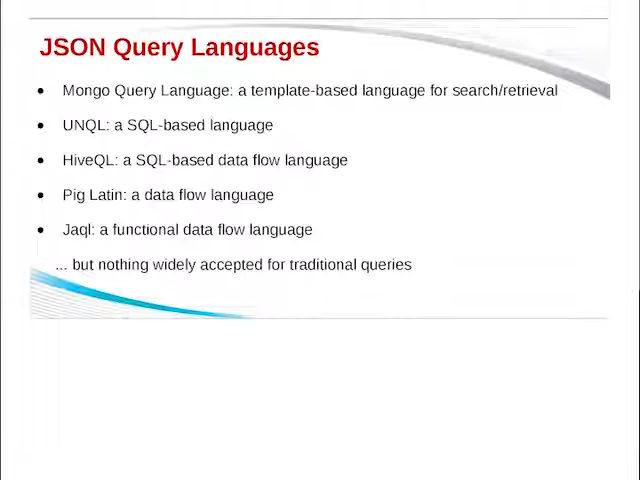 JSON Query Languages
• Mongo Query Language: a template-based language for search/retrieval
• UNQL: a SQL-based language
• HiveQL: a SQL-based data flow language
• Pig Latin: a data flow language
• Jaql: a functional data flow language
... but nothing widely accepted for traditional queries